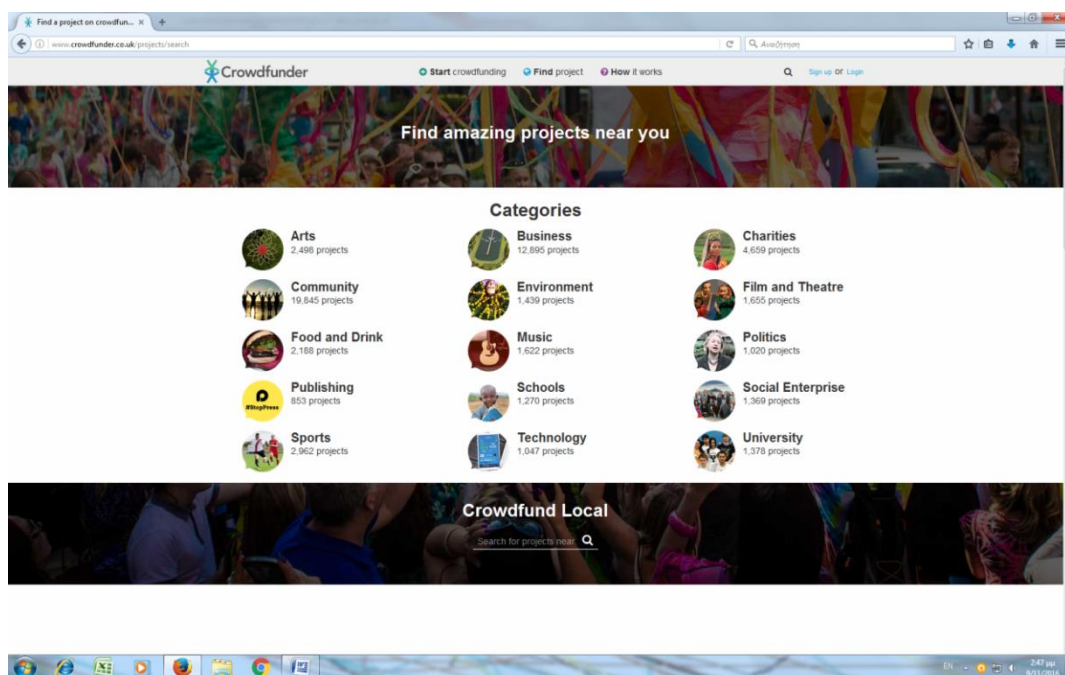 Find a project on crowdfun...
www.crowdfunder.co.uk/projects/search
Αναζήτηση
Crowdfunder
Start crowdfunding
Find project
How it works
Sign up or Login
Find amazing projects near you
Categories
Arts
2,498 projects
Business
12,895 projects
Charities
4,659 projects
Community
19,845 projects
Environment
1,439 projects
Film and Theatre
1,655 projects
Food and Drink
2,188 projects
Music
1,622 projects
Politics
1,020 projects
Publishing
853 projects
#StopPress
Schools
1,270 projects
Social Enterprise
1,369 projects
Sports
2,962 projects
Technology
1,047 projects
University
1,378 projects
Crowdfund Local
Search for projects near
EN
2:47 μμ
8/11/2016